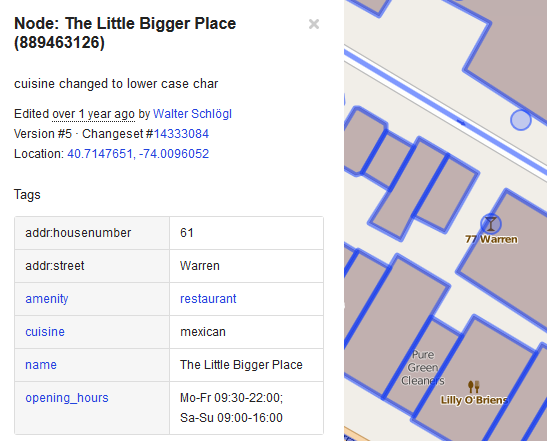 Node: The Little Bigger Place
(889463126)
×
cuisine changed to lower case char
Edited over 1 year ago by Walter Schlögl
Version #5 · Changeset #14333084
Location: 40.7147651, -74.0096052
Tags
addr:housenumber 61
addr:street Warren
amenity restaurant
cuisine mexican
name The Little Bigger Place
opening_hours Mo-Fr 09:30-22:00;
Sa-Su 09:00-16:00
77 Warren
Pure
Green
Cleaners
Lilly O'Briens